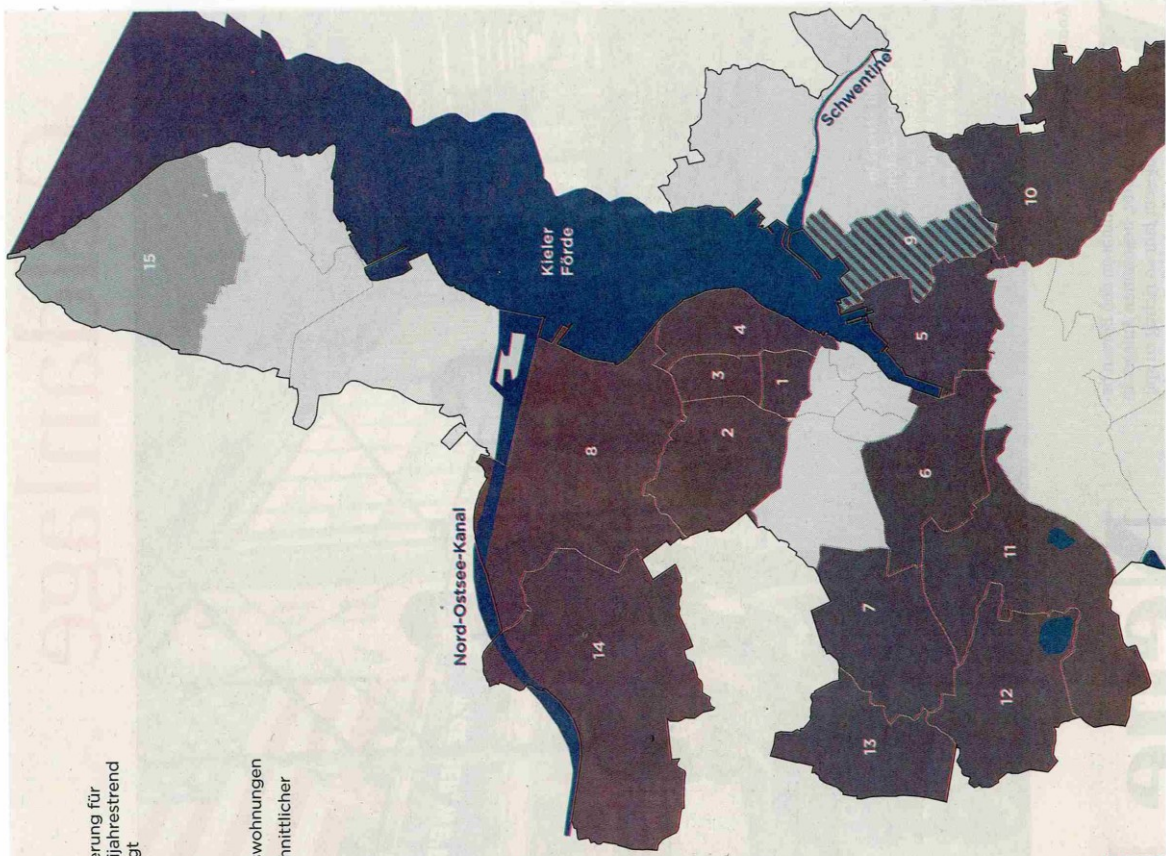 erung für
ijahrestrend
gt
wohnungen
hnittlicher
15
Kieler
Förde
Schwentine
Nord-Ostsee-Kanal
10
9
4
3
5
1
8
2
6
14
7
11
13
12